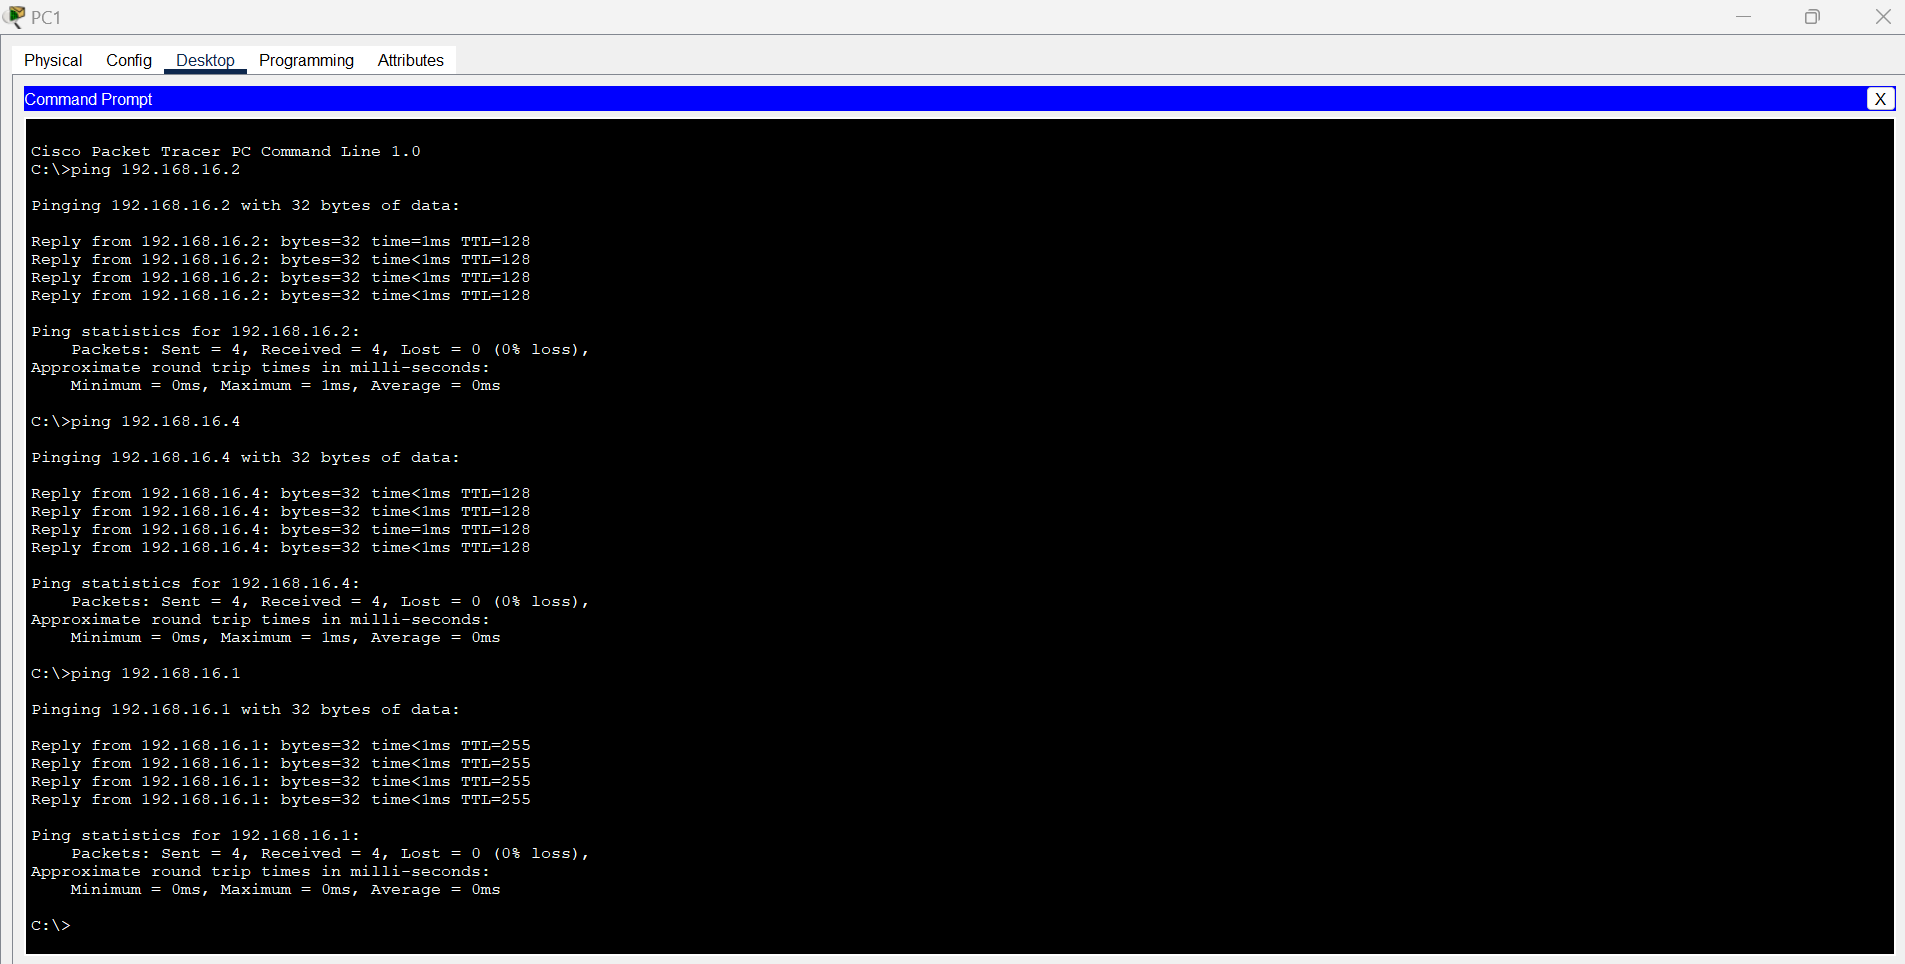 PC1
Physical Config Desktop Programming Attributes
Command Prompt X
Cisco Packet Tracer PC Command Line 1.0
C:\>ping 192.168.16.2
Pinging 192.168.16.2 with 32 bytes of data:
Reply from 192.168.16.2: bytes=32 time=1ms TTL=128
Reply from 192.168.16.2: bytes=32 time<1ms TTL=128
Reply from 192.168.16.2: bytes=32 time<1ms TTL=128
Reply from 192.168.16.2: bytes=32 time<1ms TTL=128
Ping statistics for 192.168.16.2:
    Packets: Sent = 4, Received = 4, Lost = 0 (0% loss),
Approximate round trip times in milli-seconds:
    Minimum = 0ms, Maximum = 1ms, Average = 0ms
C:\>ping 192.168.16.4
Pinging 192.168.16.4 with 32 bytes of data:
Reply from 192.168.16.4: bytes=32 time<1ms TTL=128
Reply from 192.168.16.4: bytes=32 time<1ms TTL=128
Reply from 192.168.16.4: bytes=32 time=1ms TTL=128
Reply from 192.168.16.4: bytes=32 time<1ms TTL=128
Ping statistics for 192.168.16.4:
    Packets: Sent = 4, Received = 4, Lost = 0 (0% loss),
Approximate round trip times in milli-seconds:
    Minimum = 0ms, Maximum = 1ms, Average = 0ms
C:\>ping 192.168.16.1
Pinging 192.168.16.1 with 32 bytes of data:
Reply from 192.168.16.1: bytes=32 time<1ms TTL=255
Reply from 192.168.16.1: bytes=32 time<1ms TTL=255
Reply from 192.168.16.1: bytes=32 time<1ms TTL=255
Reply from 192.168.16.1: bytes=32 time<1ms TTL=255
Ping statistics for 192.168.16.1:
    Packets: Sent = 4, Received = 4, Lost = 0 (0% loss),
Approximate round trip times in milli-seconds:
    Minimum = 0ms, Maximum = 0ms, Average = 0ms
C:\>